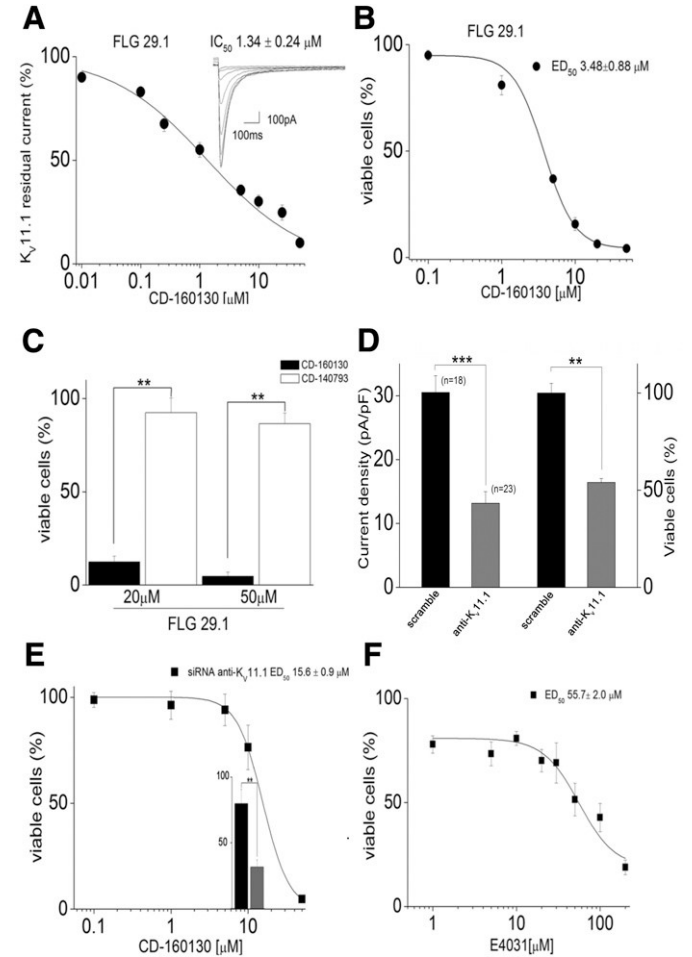 A
FLG 29.1
IC50 1.34 ± 0.24 μM
100
50
0
KV11.1 residual current (%)
100pA
100ms
0.01
0.1
1
10
CD-160130 [μM]
B
FLG 29.1
ED50 3.48±0.88 μM
100
50
0
viable cells (%)
0.1
1
10
CD-160130 [μM]
C
CD-160130
CD-140793
100
50
0
viable cells (%)
**
**
20μM
50μM
FLG 29.1
D
30
20
10
0
Current density (pA/pF)
***
**
(n=18)
(n=23)
100
50
0
Viable cells (%)
scramble
anti-KV11.1
scramble
anti-KV11.1
E
siRNA anti-KV11.1 ED50 15.6 ± 0.9 μM
100
50
0
viable cells (%)
100
50
**
0.1
1
10
CD-160130 [μM]
F
ED50 55.7± 2.0 μM
100
50
0
viable cells (%)
1
10
100
E4031[μM]